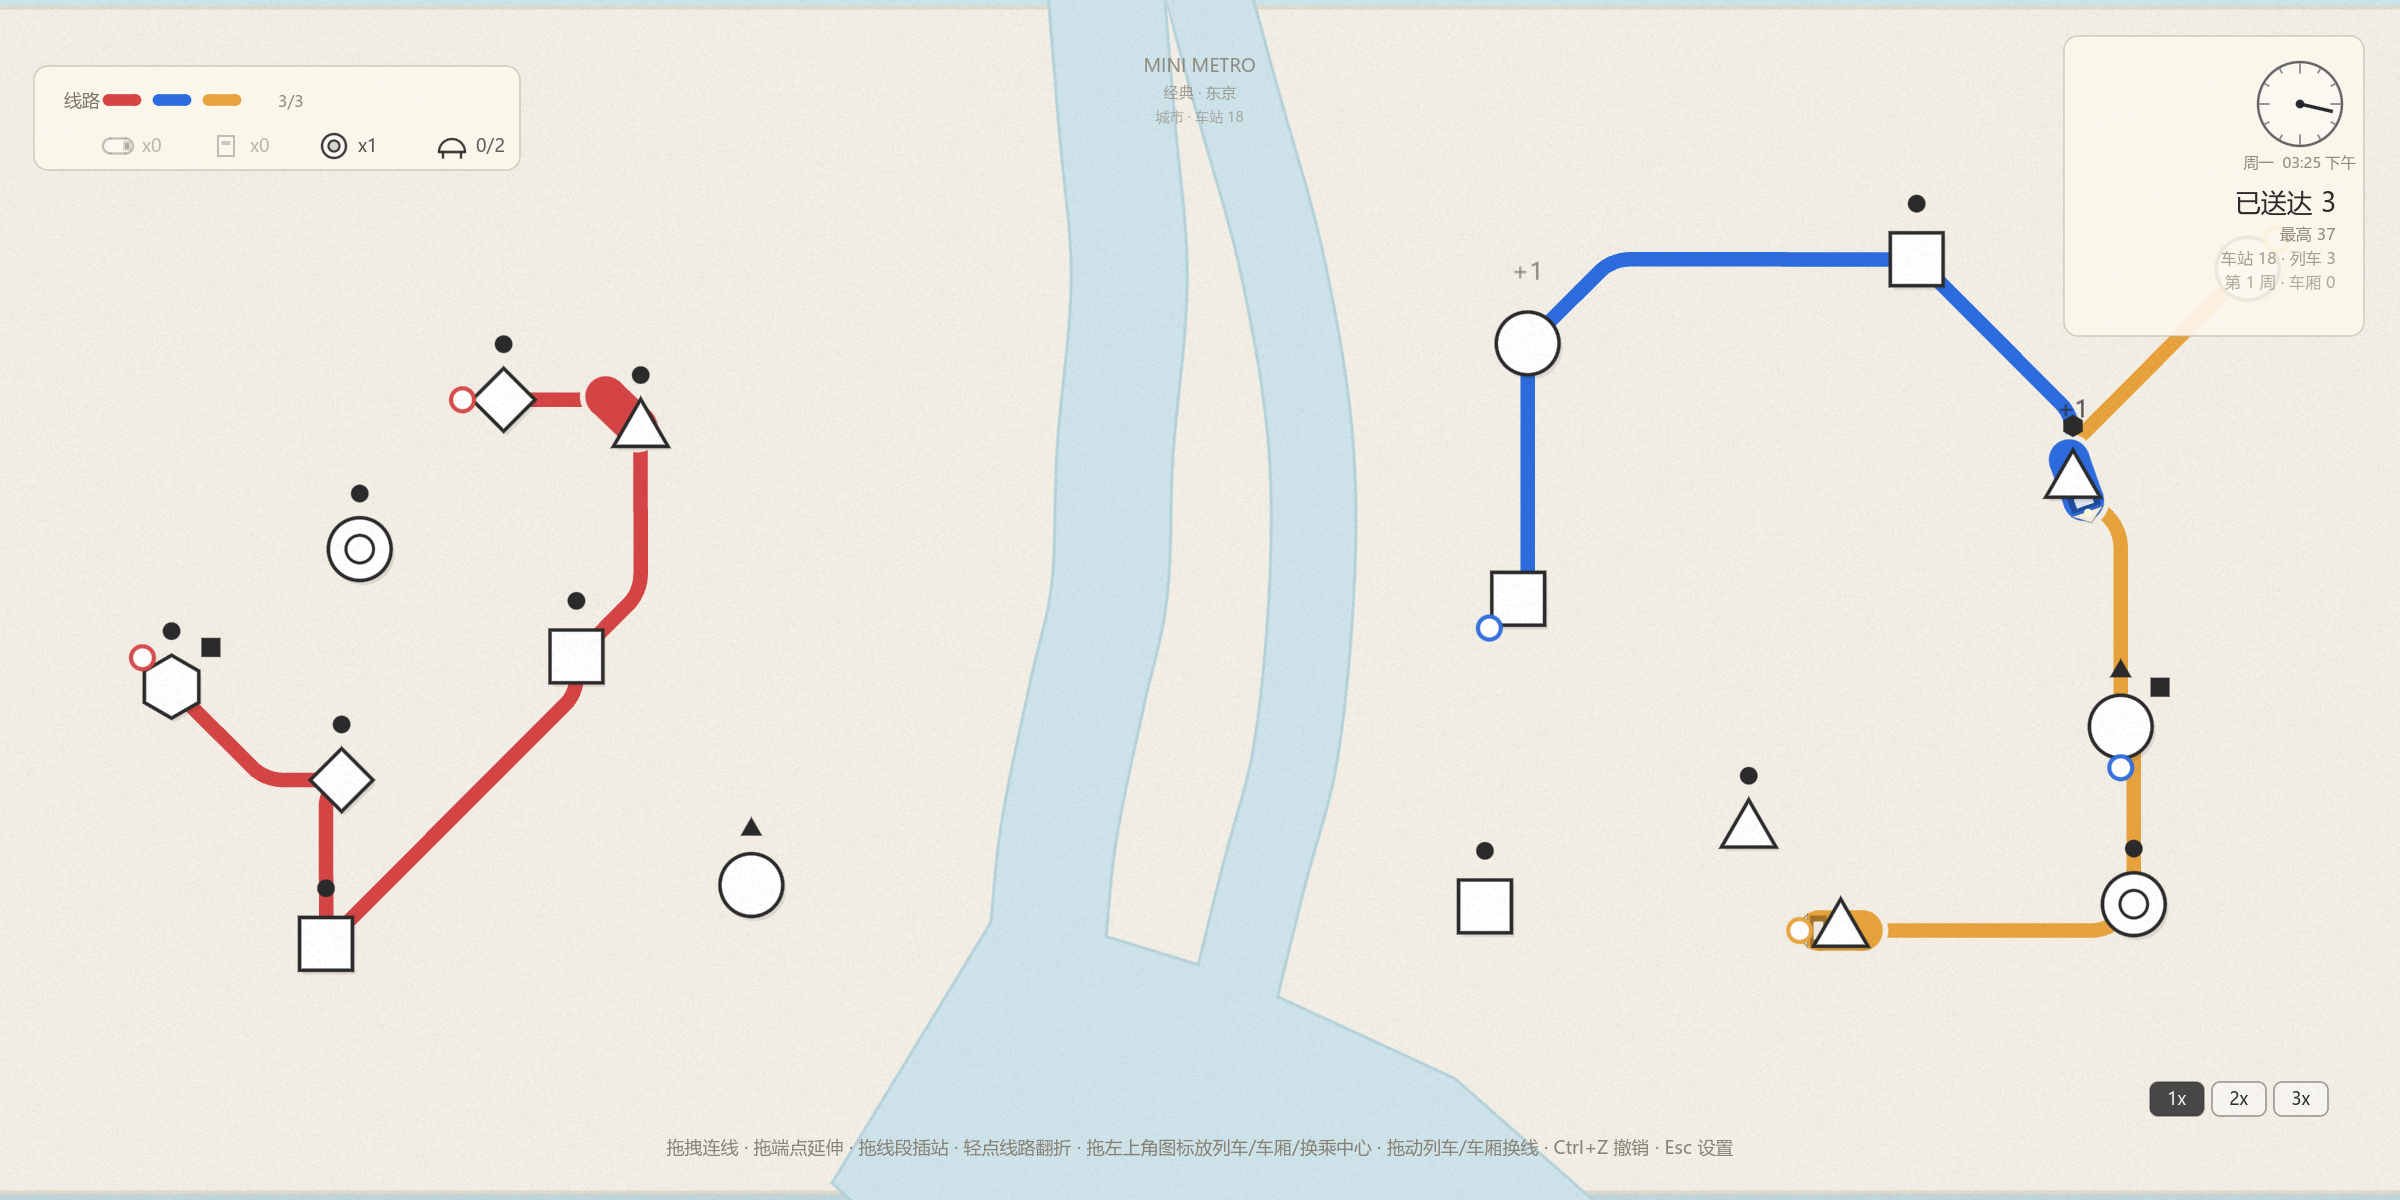 线路
3/3
x0
x0
x1
0/2
MINI METRO
经典 · 东京
城市 · 车站 18
周一 03:25 下午
已送达 3
最高 37
车站 18 · 列车 3
第 1 周 · 车厢 0
+1
+1
1x
2x
3x
拖拽连线 · 拖端点延伸 · 拖线段插站 · 轻点线路翻折 · 拖左上角图标放列车/车厢/换乘中心 · 拖动列车/车厢换线 · Ctrl+Z 撤销 · Esc 设置